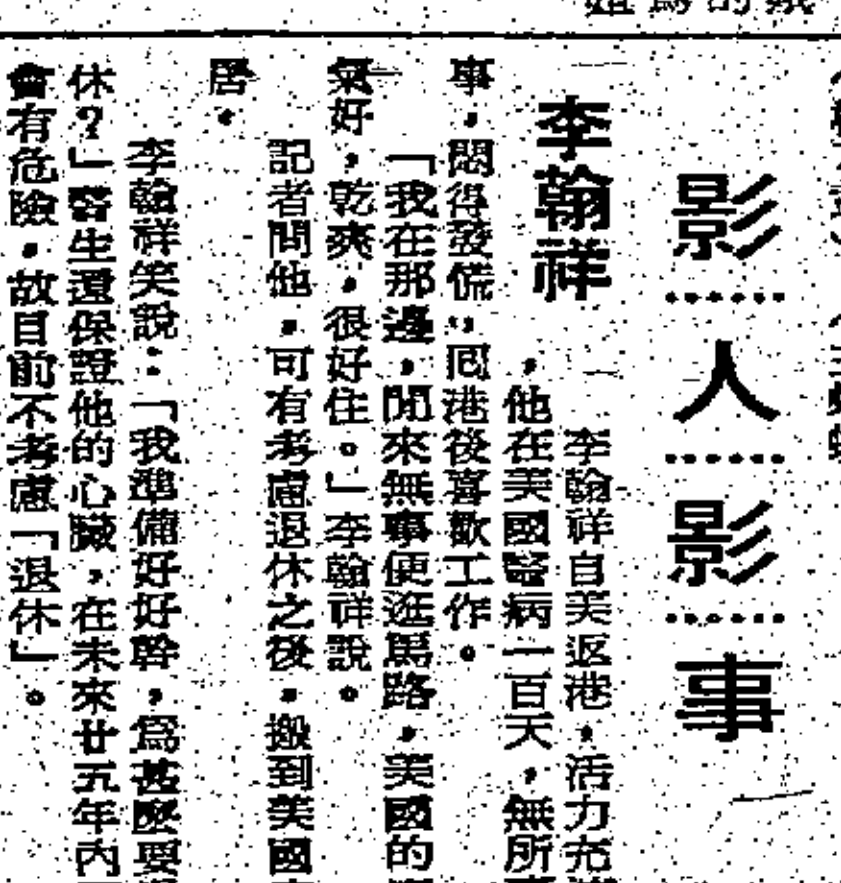 影人影事
李翰祥
李翰祥自美返港，活力充
，他在美國醫病一百天，無所
事，悶得發慌，回港後喜歡工作。
「我在那邊，閒來無事便逛馬路，美國的
氣好，乾爽，很好住。」李翰祥說。
記者問他，可有考慮退休之後，搬到美國
居。
李翰祥笑說：「我準備好好幹，爲甚麼要
休？」醫生還保證他的心臟，在未來廿五年內
會有危險，故目前不考慮「退休」。